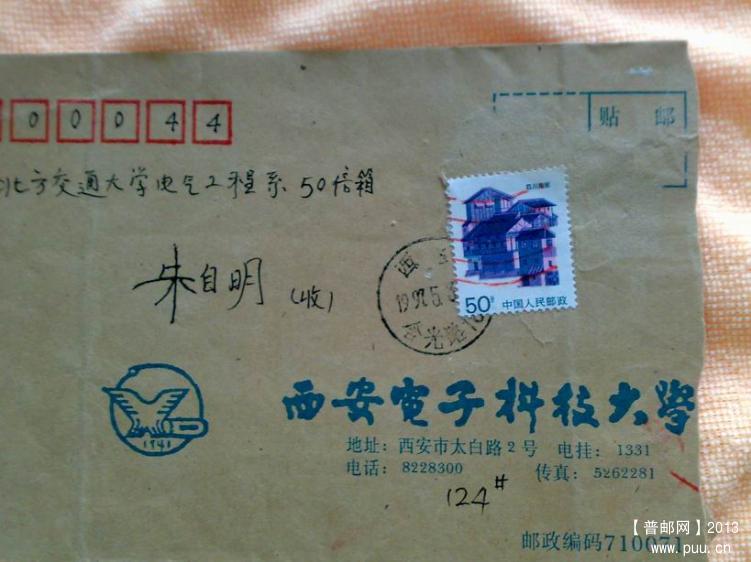 贴 邮
00044
北方交通大学电气工程系50信箱
四川民居
50分 中国人民邮政
西
朱自明 (收)
西安电子科技大學
1931
地址: 西安市太白路2号 电挂: 1331
电话: 8228300 传真: 5262281
124#
邮政编码710071
【普邮网】2013
www.puu.cn